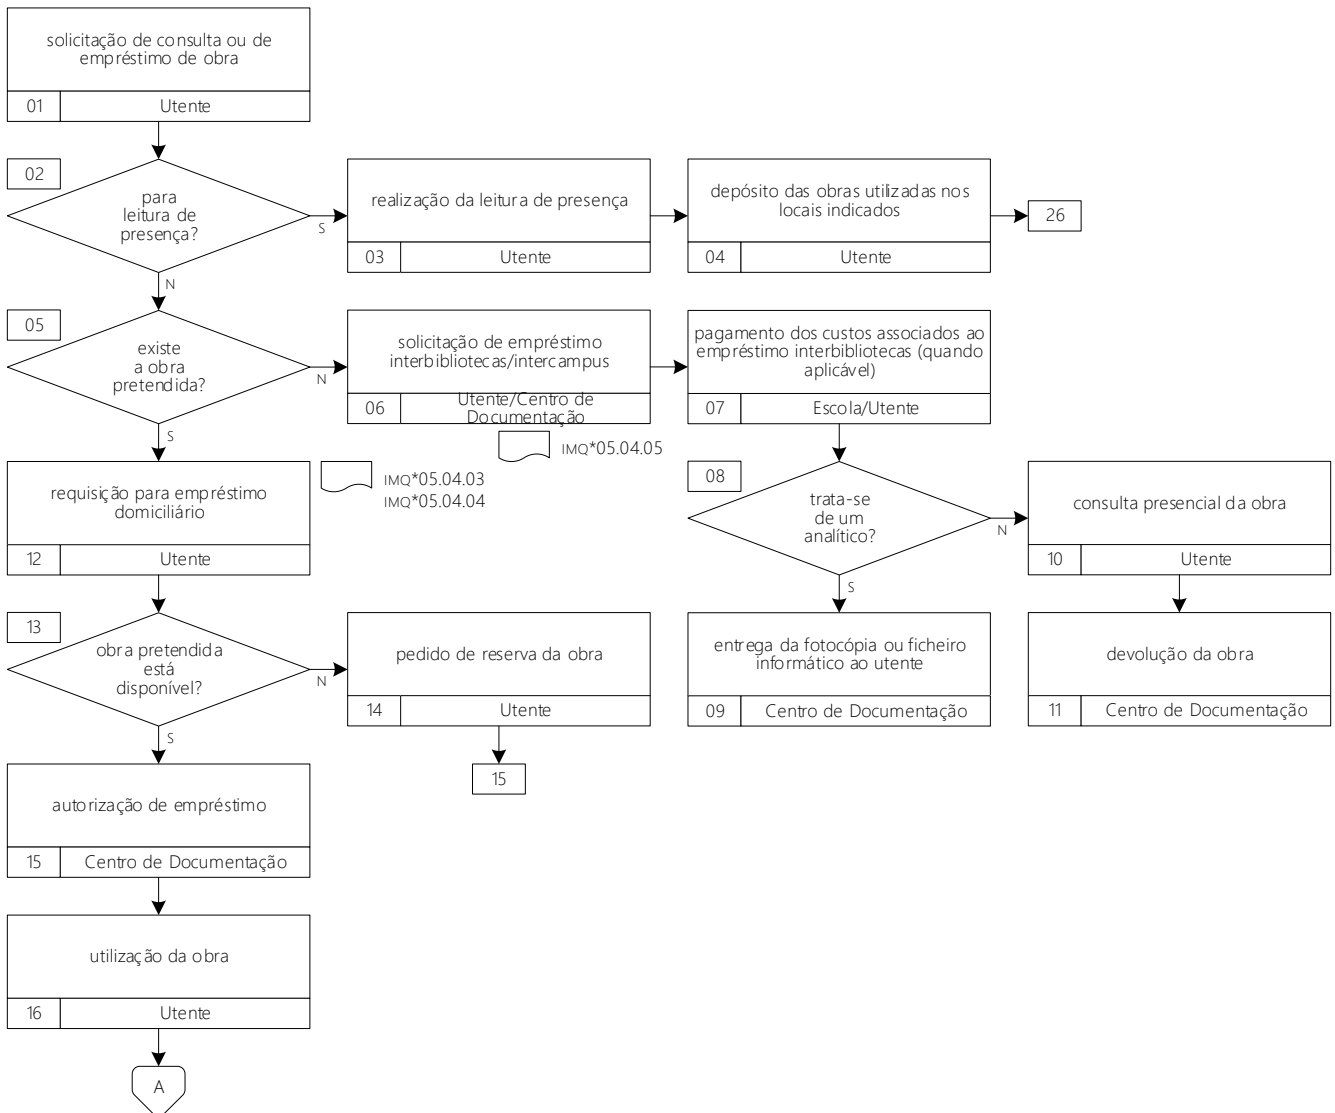 solicitação de consulta ou de
empréstimo de obra
01
Utente
02
para
leitura de
presença?
S
N
realização da leitura de presença
03
Utente
depósito das obras utilizadas nos
locais indicados
04
Utente
26
05
existe
a obra
pretendida?
N
S
solicitação de empréstimo
interbibliotecas/intercampus
06
Utente/Centro de
Documentação
IMQ*05.04.05
pagamento dos custos associados ao
empréstimo interbibliotecas (quando
aplicável)
07
Escola/Utente
IMQ*05.04.03
IMQ*05.04.04
08
trata-se
de um
analítico?
N
S
consulta presencial da obra
10
Utente
requisição para empréstimo
domiciliário
12
Utente
13
obra pretendida
está
disponível?
N
S
pedido de reserva da obra
14
Utente
15
entrega da fotocópia ou ficheiro
informático ao utente
09
Centro de Documentação
devolução da obra
11
Centro de Documentação
autorização de empréstimo
15
Centro de Documentação
utilização da obra
16
Utente
A